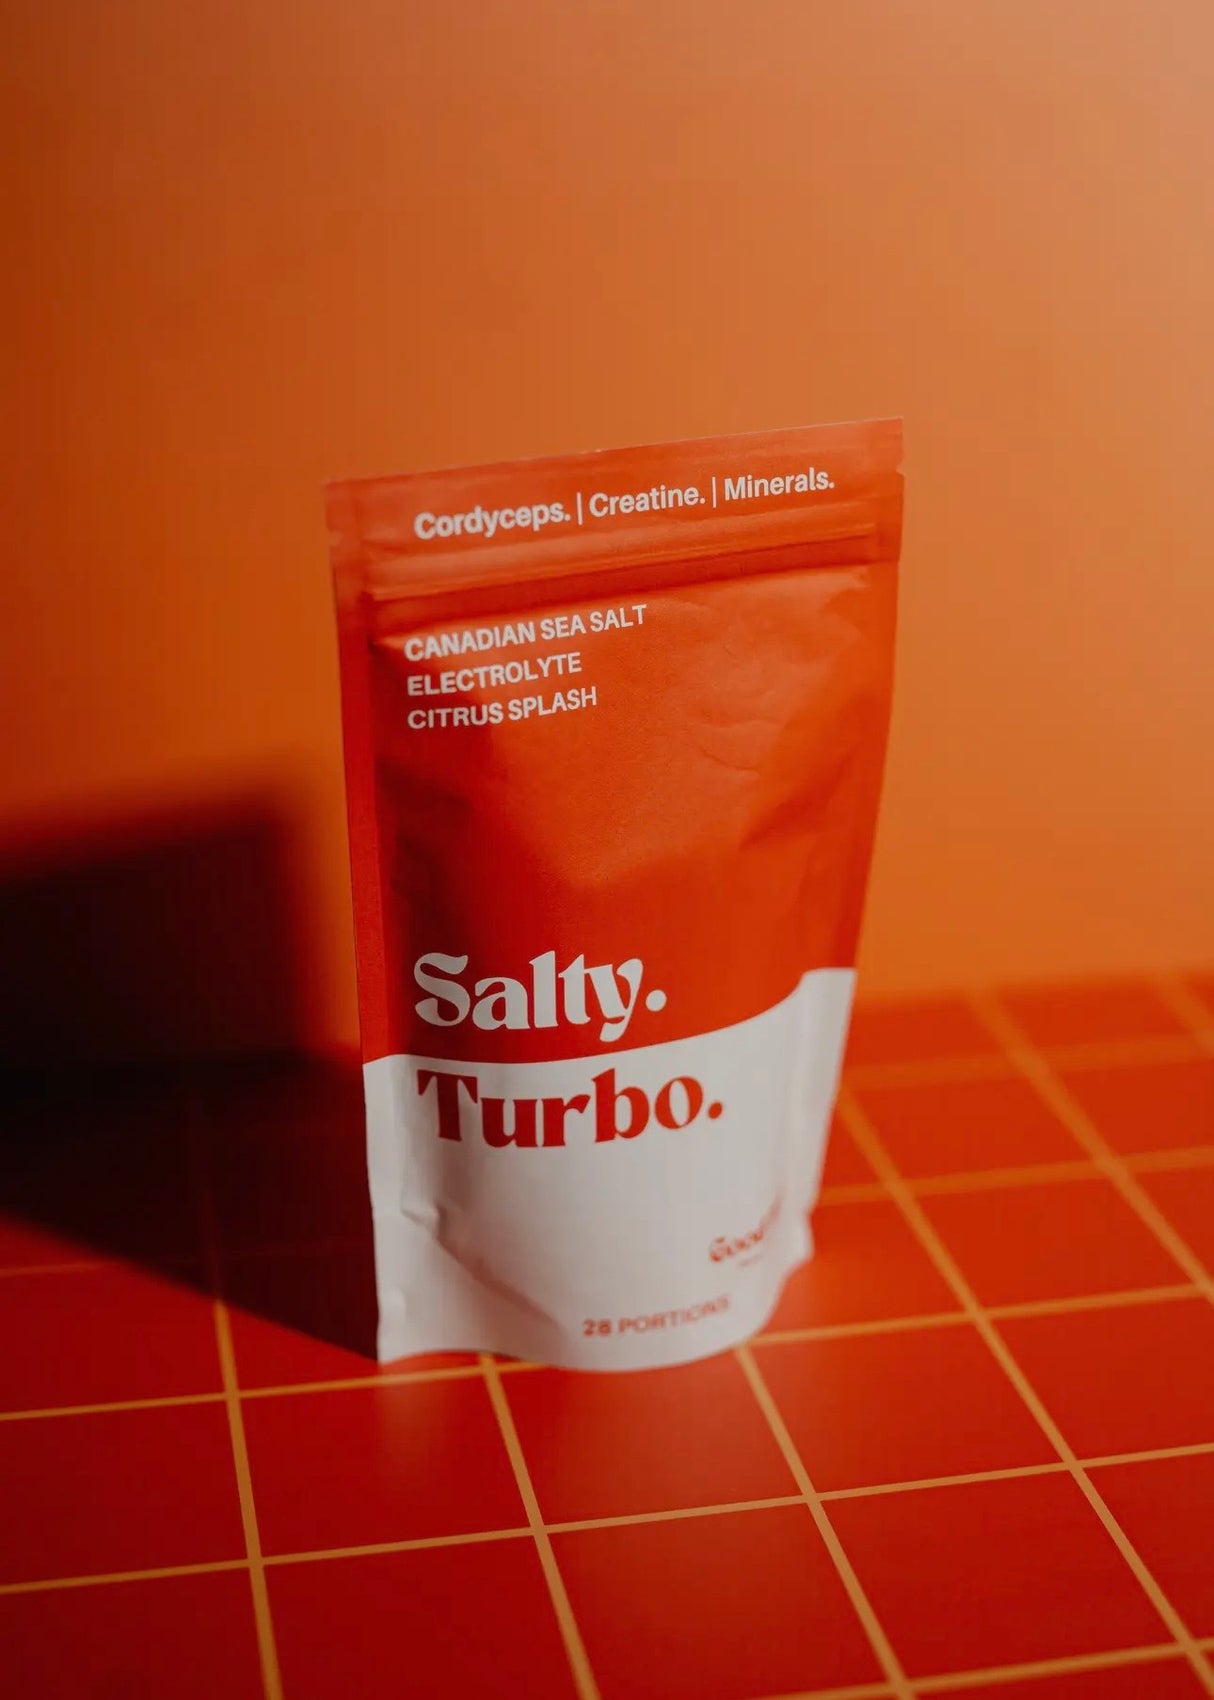 Cordyceps. | Creatine. | Minerals.
CANADIAN SEA SALT
ELECTROLYTE
CITRUS SPLASH
Salty.
Turbo.
28 PORTIONS